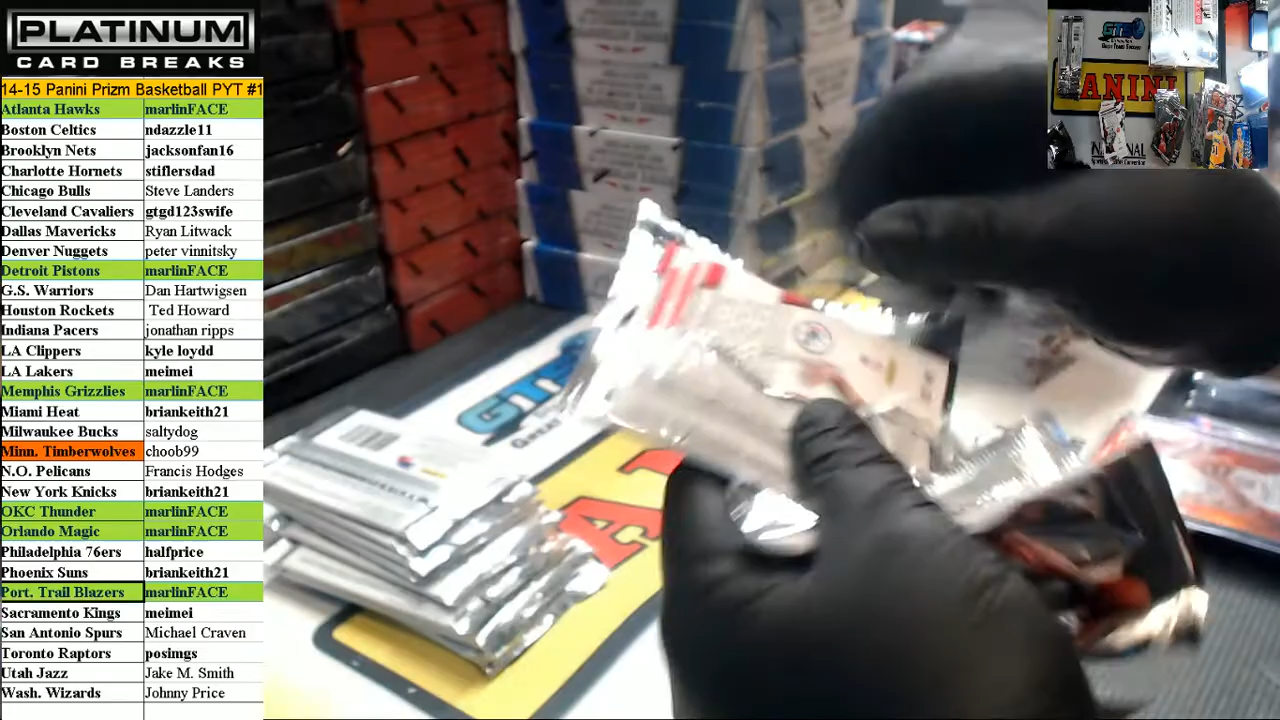 PLATINUM
CARD BREAKS
14-15 Panini Prizm Basketball PYT #1
Atlanta Hawks marlinFACE
Boston Celtics ndazzle11
Brooklyn Nets jacksonfan16
Charlotte Hornets stiflersdad
Chicago Bulls Steve Landers
Cleveland Cavaliers gtgd123swife
Dallas Mavericks Ryan Litwack
Denver Nuggets peter vinnitsky
Detroit Pistons marlinFACE
G.S. Warriors Dan Hartwigsen
Houston Rockets Ted Howard
Indiana Pacers jonathan ripps
LA Clippers kyle loydd
LA Lakers meimei
Memphis Grizzlies marlinFACE
Miami Heat briankeith21
Milwaukee Bucks saltydog
Minn. Timberwolves choob99
N.O. Pelicans Francis Hodges
New York Knicks briankeith21
OKC Thunder marlinFACE
Orlando Magic marlinFACE
Philadelphia 76ers halfprice
Phoenix Suns briankeith21
Port. Trail Blazers marlinFACE
Sacramento Kings meimei
San Antonio Spurs Michael Craven
Toronto Raptors posimgs
Utah Jazz Jake M. Smith
Wash. Wizards Johnny Price
GTS
PANINI
GTS